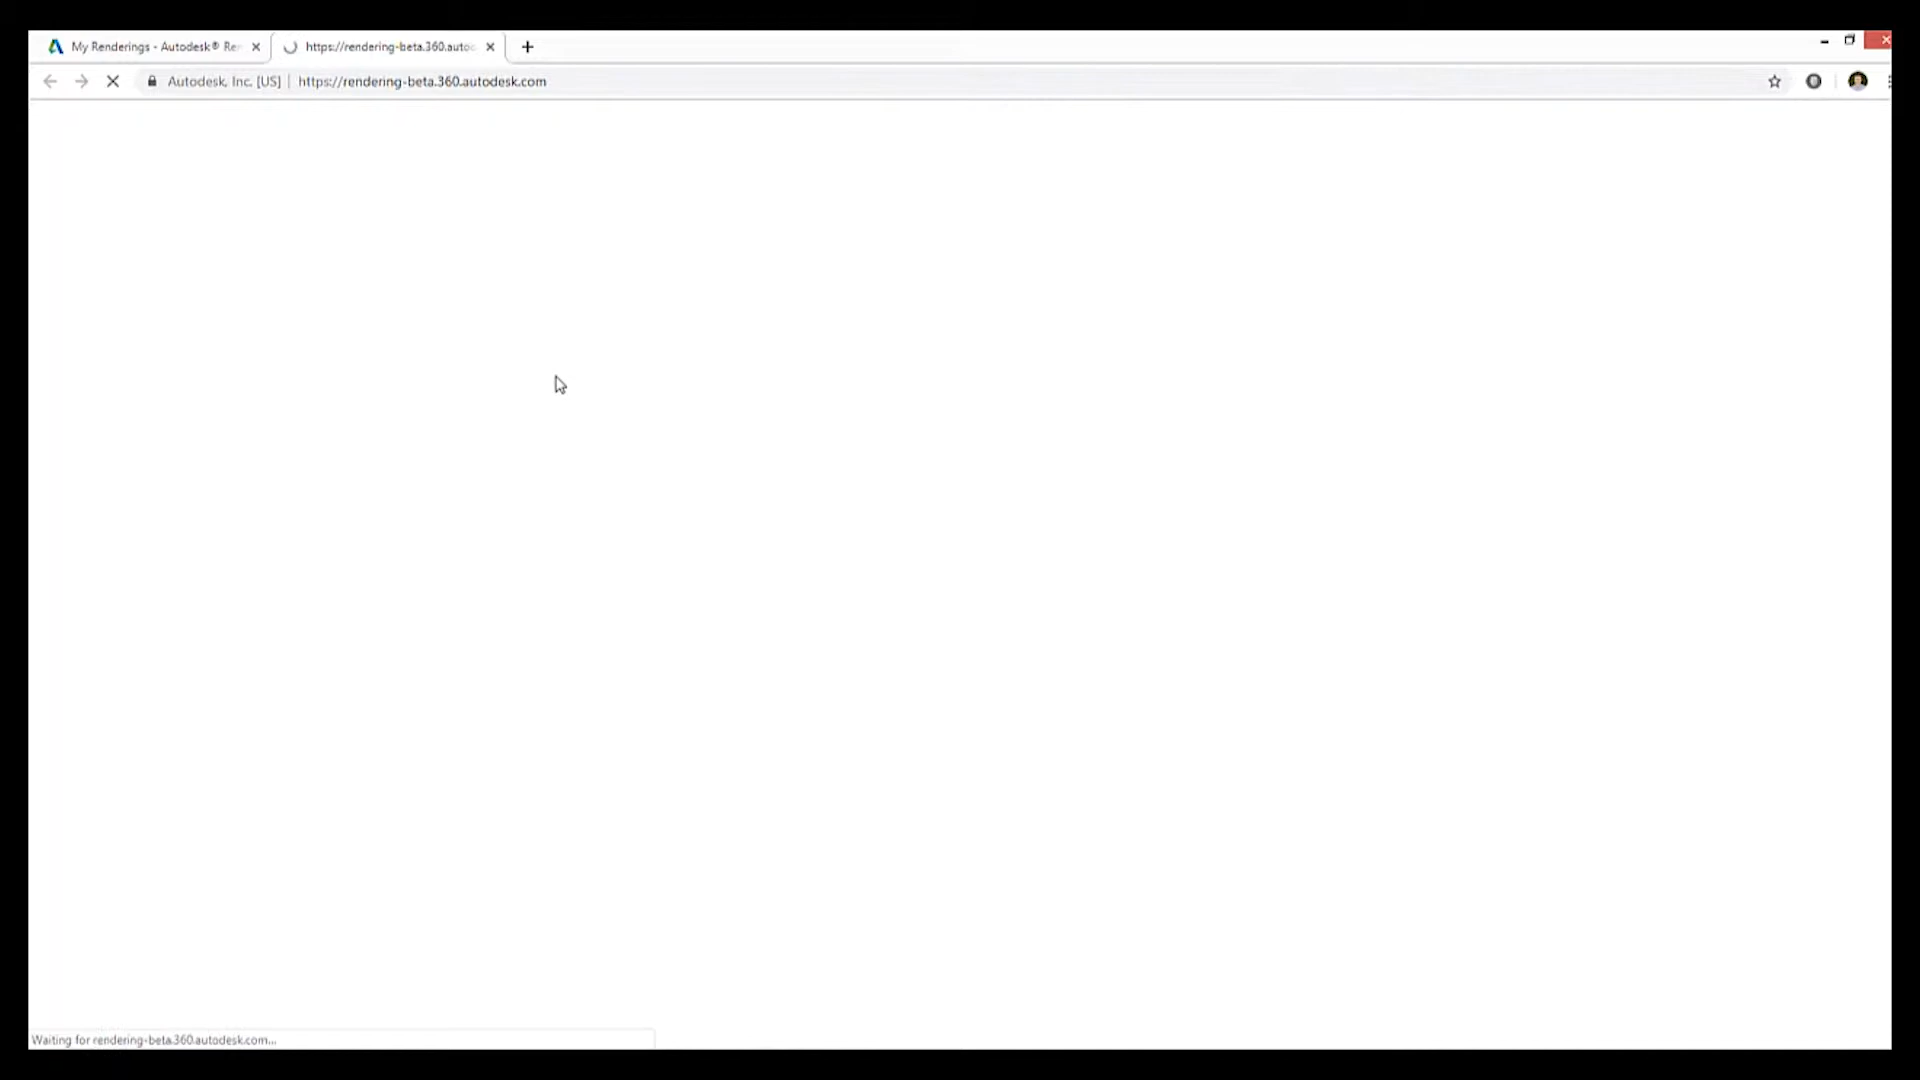 My Renderings - Autodesk® Re
https://rendering-beta.360.autoc
Autodesk, Inc. [US] | https://rendering-beta.360.autodesk.com
Waiting for rendering-beta.360.autodesk.com...